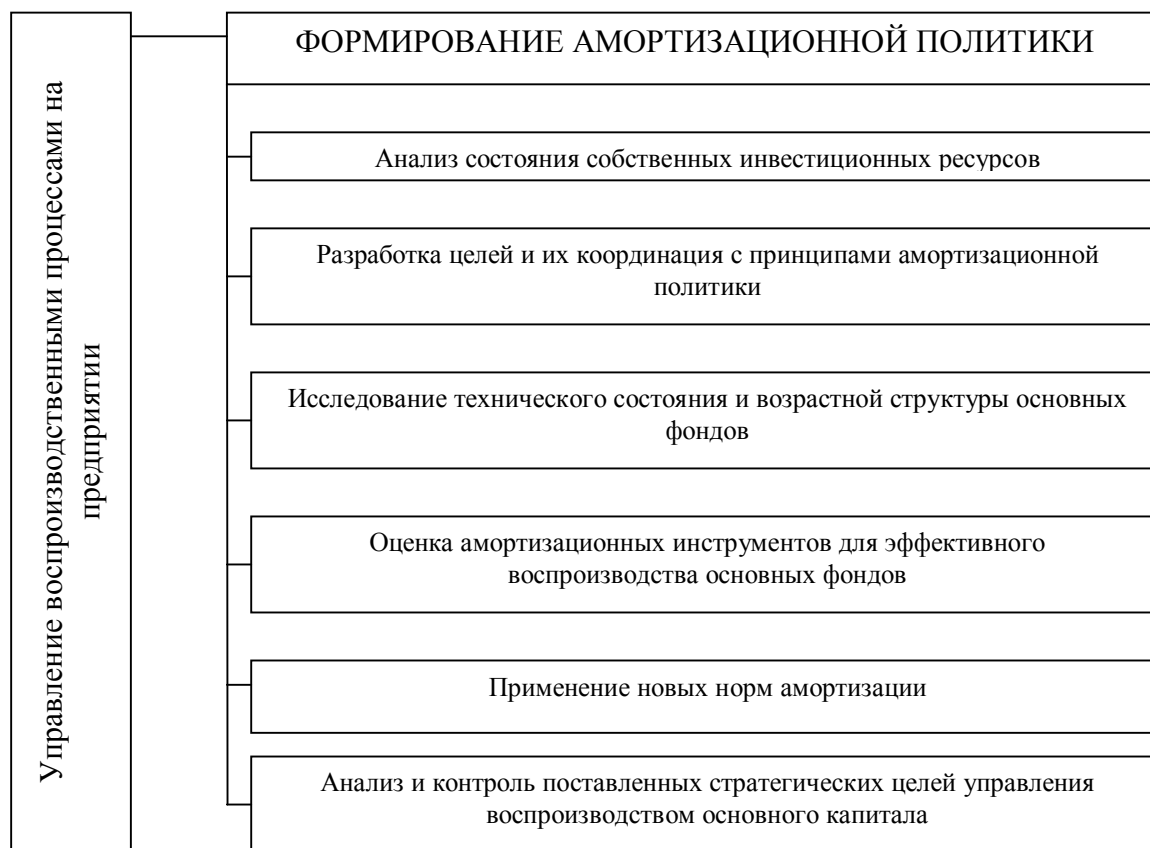 Управление воспроизводственными процессами на
предприятии
ФОРМИРОВАНИЕ АМОРТИЗАЦИОННОЙ ПОЛИТИКИ
Анализ состояния собственных инвестиционных ресурсов
Разработка целей и их координация с принципами амортизационной
политики
Исследование технического состояния и возрастной структуры основных
фондов
Оценка амортизационных инструментов для эффективного
воспроизводства основных фондов
Применение новых норм амортизации
Анализ и контроль поставленных стратегических целей управления
воспроизводством основного капитала